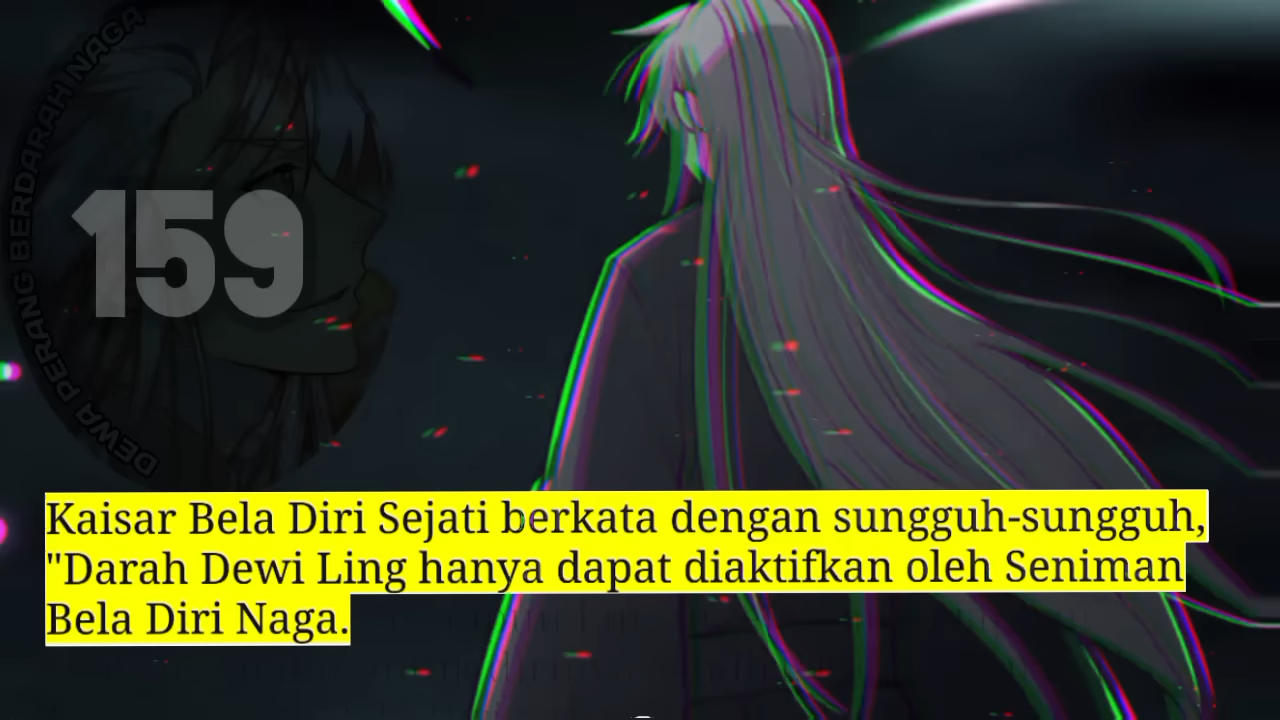 DEWA PERANG BERDARAH NAGA
159
Kaisar Bela Diri Sejati berkata dengan sungguh-sungguh,
"Darah Dewi Ling hanya dapat diaktifkan oleh Seniman
Bela Diri Naga.